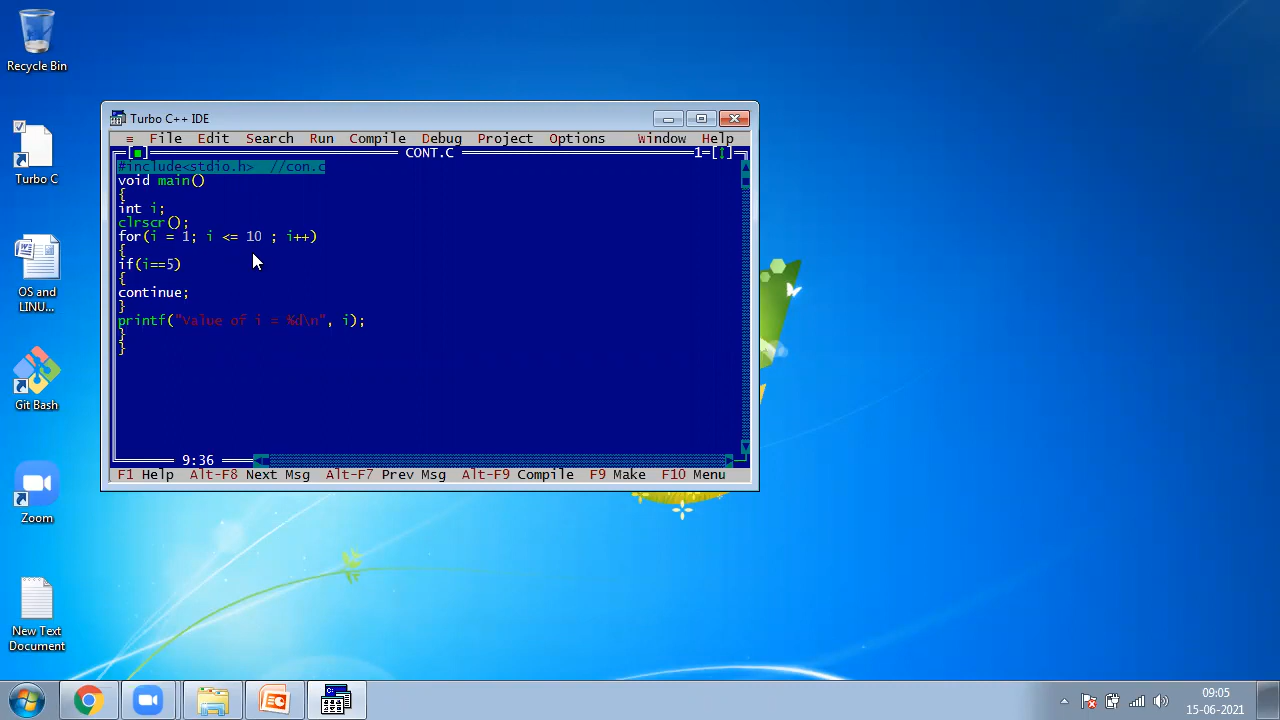 Recycle Bin
Turbo C
OS and
LINU...
Git Bash
Zoom
New Text
Document
Turbo C++ IDE
≡ File Edit Search Run Compile Debug Project Options Window Help
CONT.C 1
#include<stdio.h> //con.c
void main()
{
int i;
clrscr();
for(i = 1; i <= 10 ; i++)
{
if(i==5)
{
continue;
}
printf("Value of i = %d\n", i);
}
}
9:36
F1 Help Alt-F8 Next Msg Alt-F7 Prev Msg Alt-F9 Compile F9 Make F10 Menu
09:05
15-06-2021